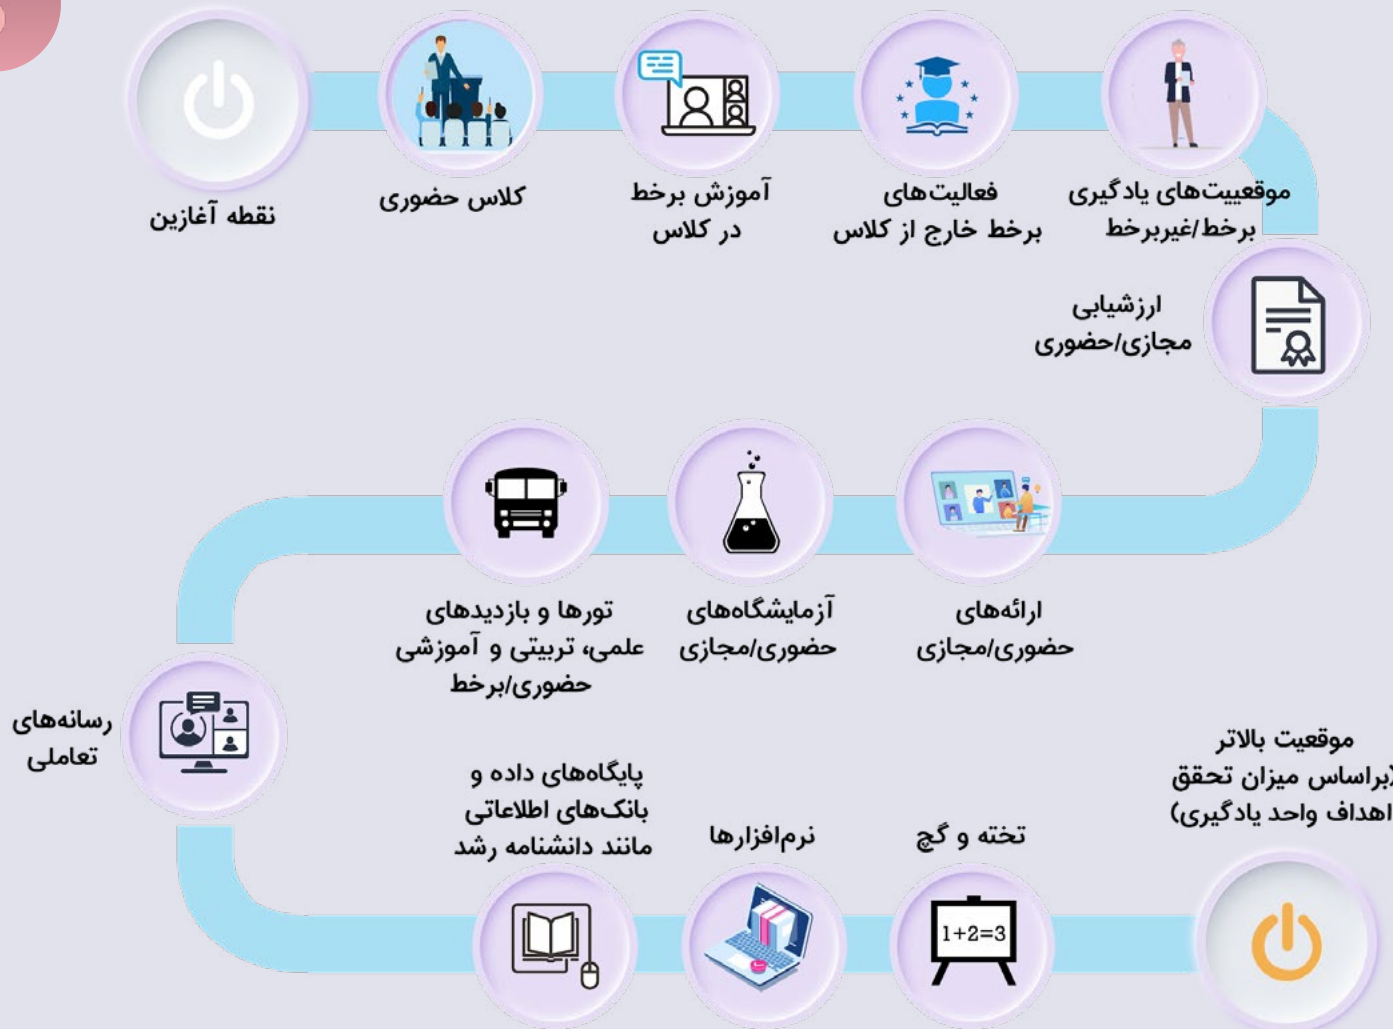 نقطه آغازین
کلاس حضوری
آموزش برخط
در کلاس
فعالیت‌های
برخط خارج از کلاس
موقعییت‌های یادگیری
برخط/غیربرخط
ارزشیابی
مجازی/حضوری
ارائه‌های
حضوری/مجازی
آزمایشگاه‌های
حضوری/مجازی
تورها و بازدیدهای
علمی، تربیتی و آموزشی
حضوری/برخط
رسانه‌های
تعاملی
پایگاه‌های داده و
بانک‌های اطلاعاتی
مانند دانشنامه رشد
نرم‌افزارها
تخته و گچ
1+2=3
موقعیت بالاتر
(براساس میزان تحقق
اهداف واحد یادگیری)